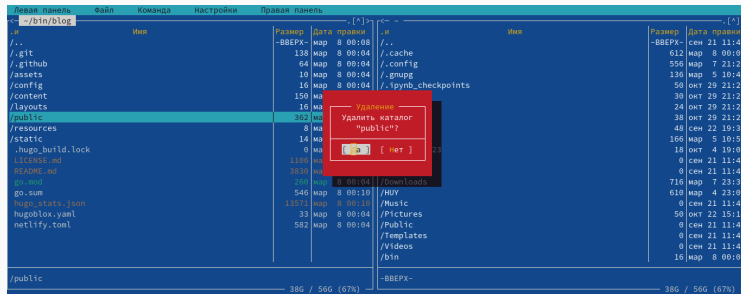 Левая панель Файл Команда Настройки Правая панель
<- ~/bin/blog .[^]> <- ~ .[^]
.и Имя Размер Дата правки .и Имя Размер Дата правки
/.. -ВВЕРХ- мар 8 00:08 /.. -ВВЕРХ- сен 21 11:4
/.git 138 мар 8 00:04 /.cache 612 мар 8 00:0
/.github 64 мар 8 00:04 /.config 556 мар 7 21:2
/assets 10 мар 8 00:04 /.gnupg 136 мар 5 10:4
/config 16 мар 8 00:04 /.ipynb_checkpoints 50 окт 29 21:2
/content 150 ма 30 окт 29 21:2
/layouts 16 ма Удаление 24 окт 29 21:2
/public 362 ма Удалить каталог 38 окт 29 21:2
/resources 8 ма "public"? 48 сен 22 19:3
/static 14 ма 166 мар 5 10:5
.hugo_build.lock 0 ма [ Да ] [ Нет ] 23 18 окт 4 19:0
LICENSE.md 1106 ма 0 сен 21 11:4
README.md 3830 ма 0 сен 21 11:4
go.mod 260 мар 8 00:04 /Downloads 716 мар 7 23:3
go.sum 546 мар 8 00:10 /HUY 610 мар 4 23:0
hugo_stats.json 13571 мар 8 00:10 /Music 0 сен 21 11:4
hugoblox.yaml 33 мар 8 00:04 /Pictures 50 окт 22 15:1
netlify.toml 582 мар 8 00:04 /Public 0 сен 21 11:4
/Templates 0 сен 21 11:4
/Videos 0 сен 21 11:4
/bin 16 мар 8 00:0
/public -ВВЕРХ-
38G / 56G (67%) 38G / 56G (67%)